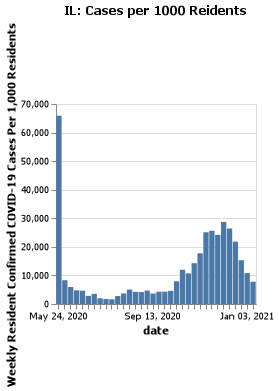 IL: Cases per 1000 Reidents
Weekly Resident Confirmed COVID-19 Cases Per 1,000 Residents
70,000
60,000
50,000
40,000
30,000
20,000
10,000
0
May 24, 2020
Sep 13, 2020
Jan 03, 2021
date